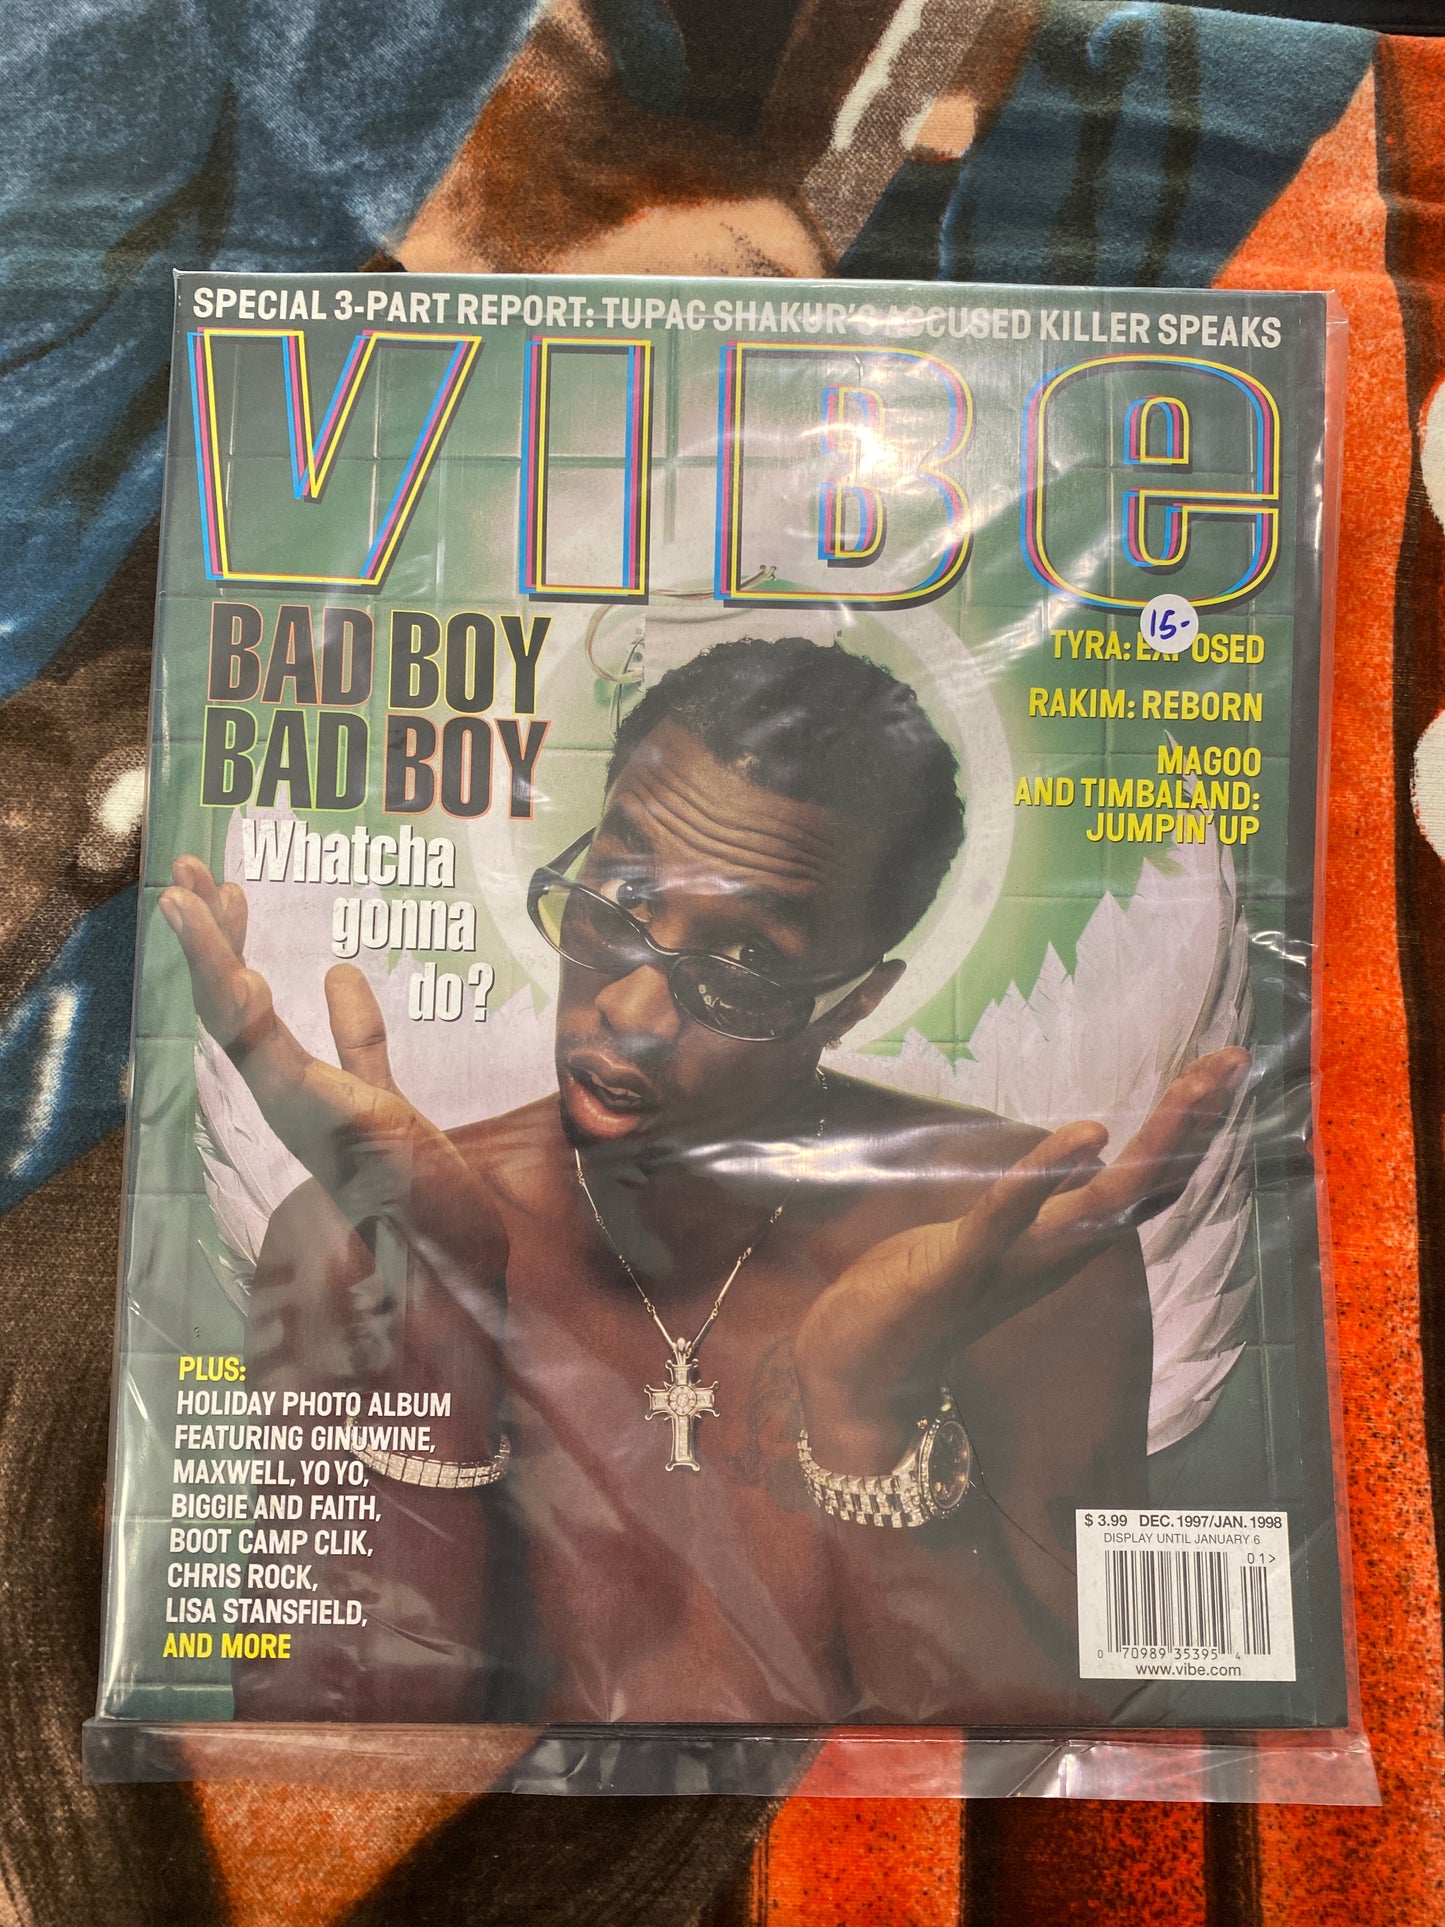 SPECIAL 3-PART REPORT: TUPAC SHAKUR'S ACCUSED KILLER SPEAKS
VIBe
BAD BOY
BAD BOY
Whatcha
gonna
do?
15-
TYRA: EXPOSED
RAKIM: REBORN
MAGOO
AND TIMBALAND:
JUMPIN' UP
PLUS:
HOLIDAY PHOTO ALBUM
FEATURING GINUWINE,
MAXWELL, YO YO,
BIGGIE AND FAITH,
BOOT CAMP CLIK,
CHRIS ROCK,
LISA STANSFIELD,
AND MORE
$ 3.99 DEC. 1997/JAN. 1998
DISPLAY UNTIL JANUARY 6
01>
0 70989 35395 4
www.vibe.com